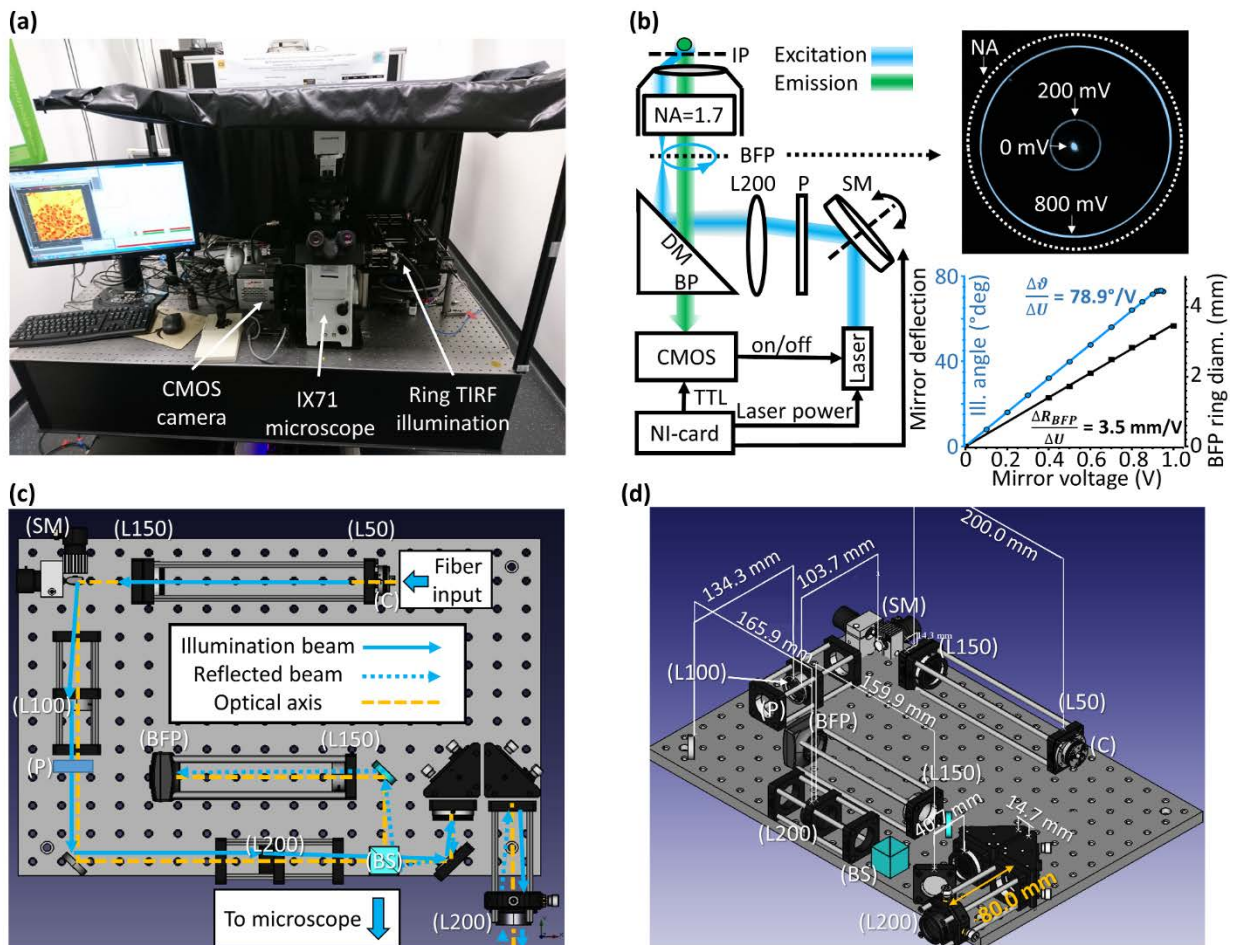 (a)
CMOS
camera
IX71
microscope
Ring TIRF
illumination
(b)
IP
Excitation
Emission
NA=1.7
BFP
L200
P
SM
DM
BP
CMOS
on/off
Laser
TTL
Laser power
NI-card
Mirror deflection
NA
200 mV
0 mV
800 mV
Ill. angle (°deg)
80
40
0
Δϑ/ΔU = 78.9°/V
ΔR_BFP/ΔU = 3.5 mm/V
4
2
0
BFP ring diam. (mm)
0 0.2 0.4 0.6 0.8 1.0
Mirror voltage (V)
(c)
(SM)
(L150)
(L50)
Fiber
input
(C)
Illumination beam
Reflected beam
Optical axis
(L100)
(P)
(BFP)
(L150)
(L200)
(BS)
To microscope
(L200)
(d)
200.0 mm
134.3 mm
103.7 mm
(SM)
165.9 mm
14.3 mm
(L150)
(L100)
(P)
159.9 mm
(L50)
(BFP)
(C)
(L150)
14.7 mm
(L200)
(BS)
80.0 mm
(L200)